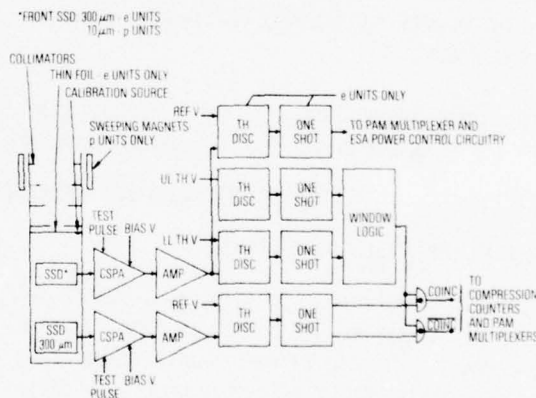 *FRONT SSD: 300 µm - e UNITS
10 µm - p UNITS
COLLIMATORS
THIN FOIL - e UNITS ONLY
CALIBRATION SOURCE
SWEEPING MAGNETS
p UNITS ONLY
REF V
TH
DISC
ONE
SHOT
e UNITS ONLY
TO PAM MULTIPLEXER AND
ESA POWER CONTROL CIRCUITRY
UL TH V
TH
DISC
ONE
SHOT
WINDOW
LOGIC
TEST
PULSE
BIAS V
LL TH V
SSD*
CSPA
AMP
TH
DISC
ONE
SHOT
REF V
SSD
300 µm
CSPA
AMP
TH
DISC
ONE
SHOT
COINC
COINC
TO
COMPRESSION
COUNTERS
AND PAM
MULTIPLEXERS
TEST
PULSE
BIAS V